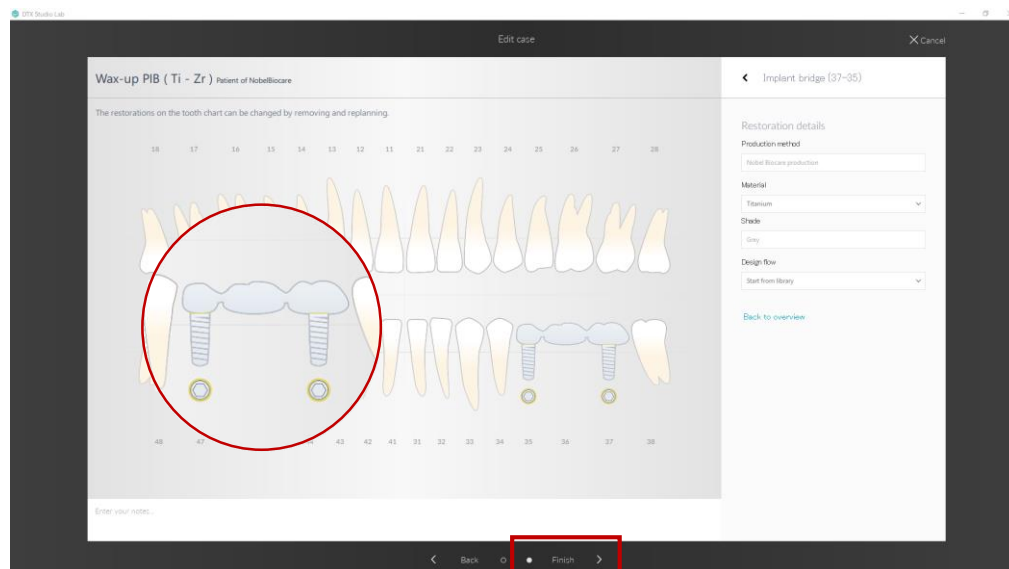 DTX Studio Lab
Edit case
Cancel
Wax-up PIB ( Ti - Zr ) Patient of NobelBiocare
Implant bridge (37-35)
The restorations on the tooth chart can be changed by removing and replanning.
18 17 16 15 14 13 12 11 21 22 23 24 25 26 27 28
Restoration details
Production method
Nobel Biocare production
Material
Titanium
Shade
Grey
Design flow
Start from library
Back to overview
48 47 43 42 41 31 32 33 34 35 36 37 38
Enter your notes...
Back
Finish